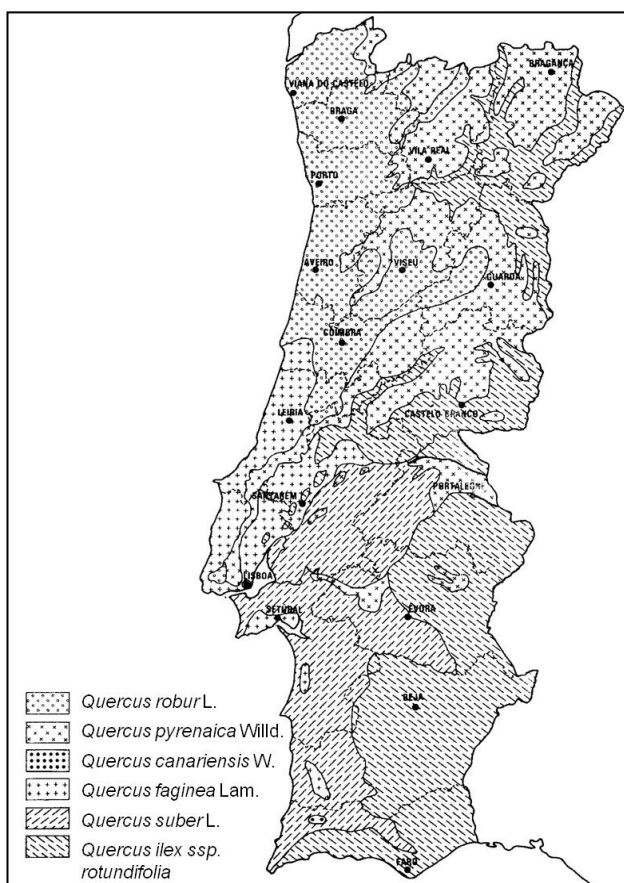 BRAGANÇA
VIANA DO CASTELO
BRAGA
VILA REAL
PORTO
AVEIRO
VISEU
GUARDA
COIMBRA
LEIRIA
CASTELO BRANCO
PORTALEGRE
SANTAREM
LISBOA
SETUBAL
ÉVORA
BEJA
FARO
Quercus robur L.
Quercus pyrenaica Willd.
Quercus canariensis W.
Quercus faginea Lam.
Quercus suber L.
Quercus ilex ssp.
rotundifolia